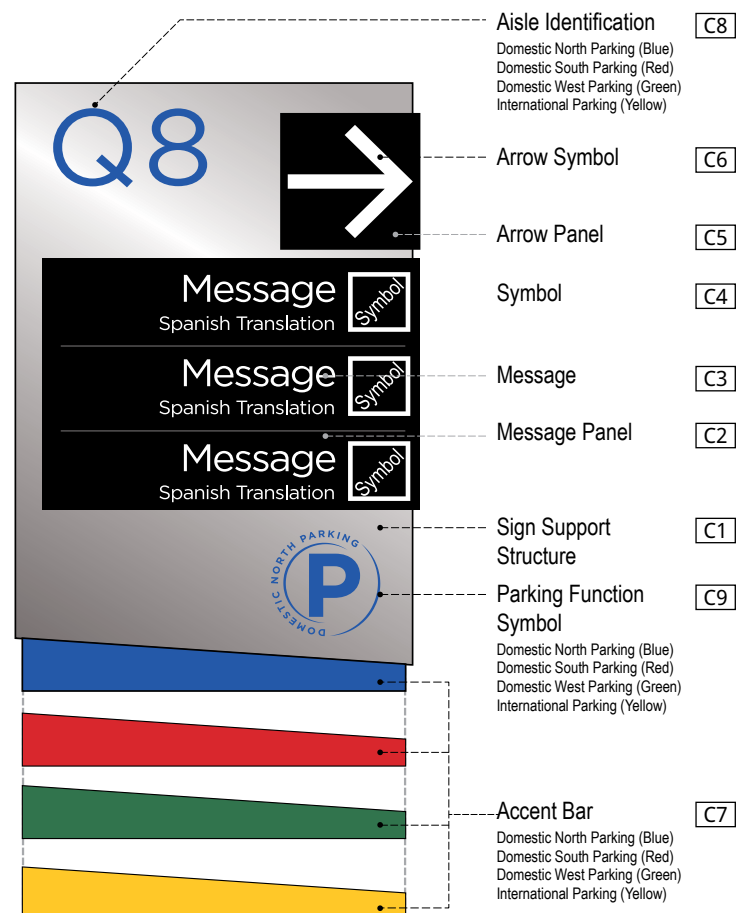 Aisle Identification C8
Domestic North Parking (Blue)
Domestic South Parking (Red)
Domestic West Parking (Green)
International Parking (Yellow)
Q8
Arrow Symbol C6
Arrow Panel C5
Message
Spanish Translation
Symbol
Symbol C4
Message
Spanish Translation
Symbol
Message C3
Message Panel C2
Message
Spanish Translation
Symbol
Sign Support
Structure
C1
DOMESTIC NORTH PARKING
P
Parking Function
Symbol
C9
Domestic North Parking (Blue)
Domestic South Parking (Red)
Domestic West Parking (Green)
International Parking (Yellow)
Accent Bar C7
Domestic North Parking (Blue)
Domestic South Parking (Red)
Domestic West Parking (Green)
International Parking (Yellow)